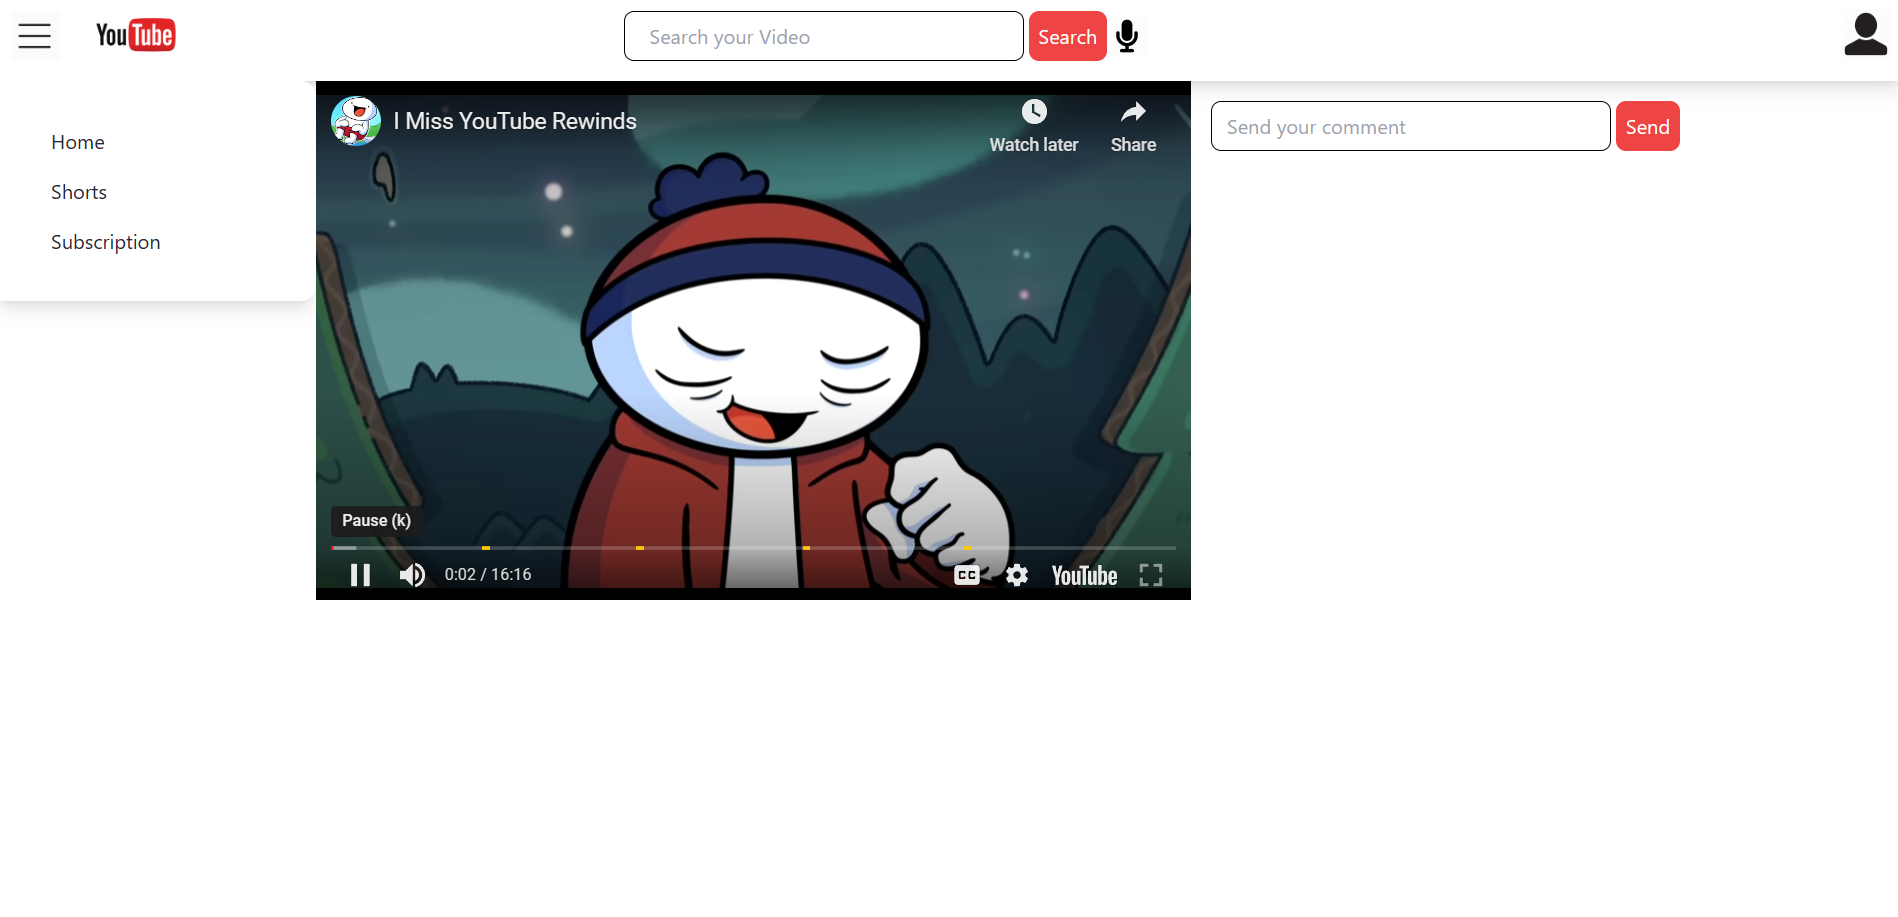 YouTube
Search your Video
Search
Home
Shorts
Subscription
I Miss YouTube Rewinds
Watch later
Share
Send your comment
Send
Pause (k)
0:02 / 16:16
CC
YouTube